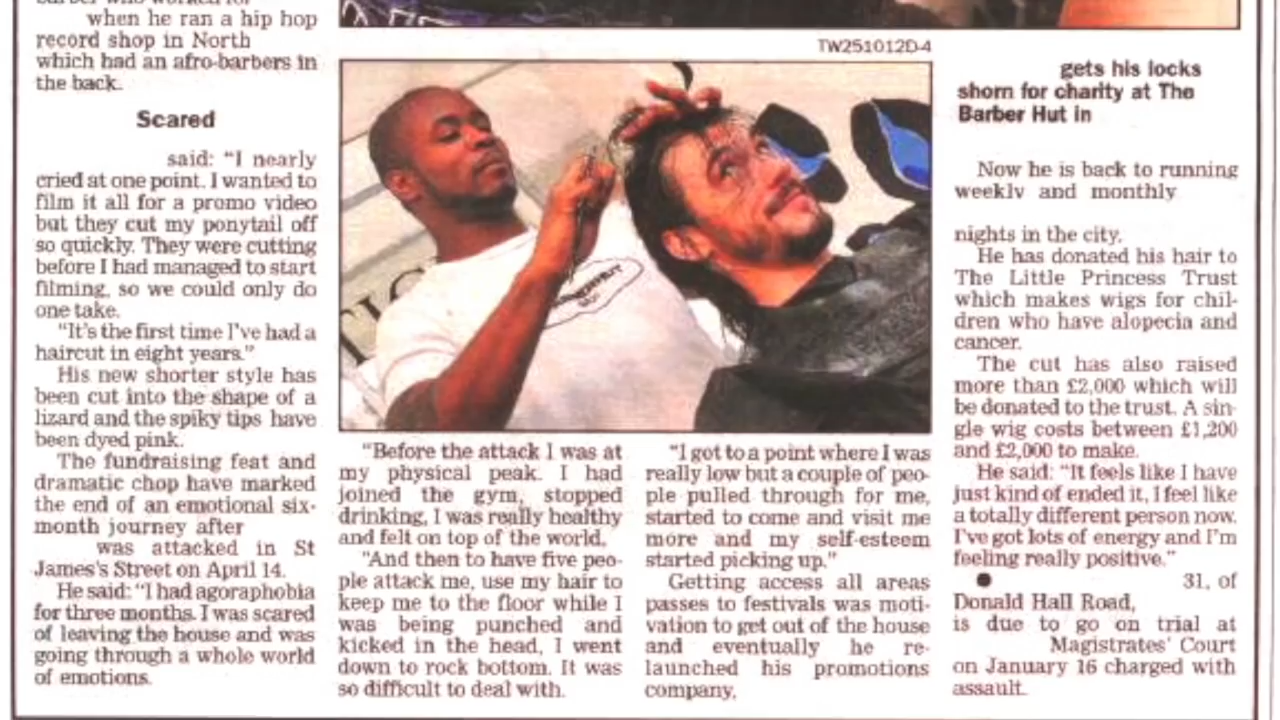 when he ran a hip hop
record shop in North
which had an afro-barbers in
the back.
Scared
said: "I nearly
cried at one point. I wanted to
film it all for a promo video
but they cut my ponytail off
so quickly. They were cutting
before I had managed to start
filming, so we could only do
one take.
"It's the first time I've had a
haircut in eight years."
His new shorter style has
been cut into the shape of a
lizard and the spiky tips have
been dyed pink.
The fundraising feat and
dramatic chop have marked
the end of an emotional six-
month journey after
was attacked in St
James's Street on April 14.
He said: "I had agoraphobia
for three months. I was scared
of leaving the house and was
going through a whole world
of emotions.
"Before the attack I was at
my physical peak. I had
joined the gym, stopped
drinking, I was really healthy
and felt on top of the world.
"And then to have five peo-
ple attack me, use my hair to
keep me to the floor while I
was being punched and
kicked in the head, I went
down to rock bottom. It was
so difficult to deal with.
"I got to a point where I was
really low but a couple of peo-
ple pulled through for me,
started to come and visit me
more and my self-esteem
started picking up."
Getting access all areas
passes to festivals was moti-
vation to get out of the house
and eventually he re-
launched his promotions
company.
TW251012D-4
gets his locks
shorn for charity at The
Barber Hut in
Now he is back to running
weekly and monthly
nights in the city.
He has donated his hair to
The Little Princess Trust
which makes wigs for chil-
dren who have alopecia and
cancer.
The cut has also raised
more than £2,000 which will
be donated to the trust. A sin-
gle wig costs between £1,200
and £2,000 to make.
He said: "It feels like I have
just kind of ended it, I feel like
a totally different person now.
I've got lots of energy and I'm
feeling really positive."
● 31, of
Donald Hall Road,
is due to go on trial at
Magistrates' Court
on January 16 charged with
assault.